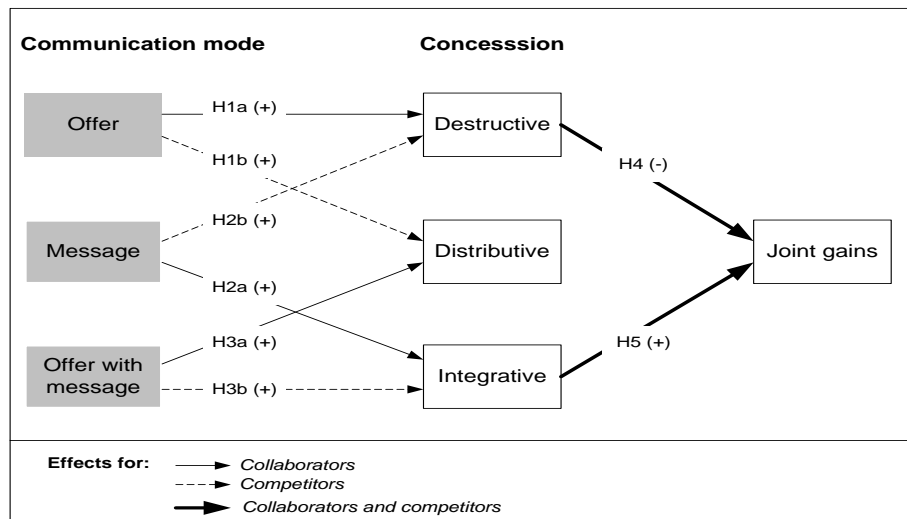 Communication mode
Concesssion
Offer
H1a (+)
Destructive
H1b (+)
H4 (-)
H2b (+)
Message
Distributive
Joint gains
H2a (+)
H3a (+)
H5 (+)
Offer with
message
H3b (+)
Integrative
Effects for:
Collaborators
Competitors
Collaborators and competitors